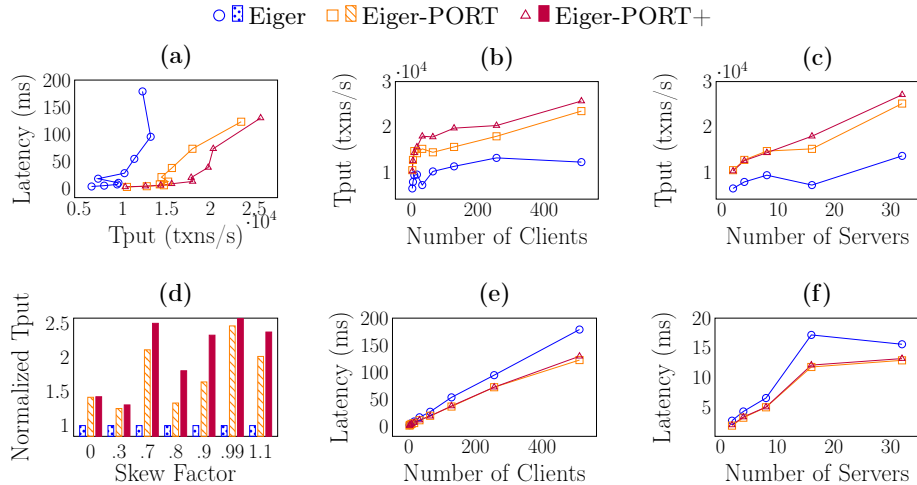 Eiger Eiger-PORT Eiger-PORT+
(a) (b) (c)
200
150
100
50
0
Latency (ms)
0.5 1 1.5 2 2.5
·10^4
Tput (txns/s)
3 ·10^4
2
1
Tput (txns/s)
0 200 400
Number of Clients
3 ·10^4
2
1
Tput (txns/s)
0 10 20 30
Number of Servers
(d) (e) (f)
2.5
2
1.5
1
Normalized Tput
0 .3 .7 .8 .9 .99 1.1
Skew Factor
200
150
100
50
0
Latency (ms)
0 200 400
Number of Clients
20
15
10
5
Latency (ms)
0 10 20 30
Number of Servers